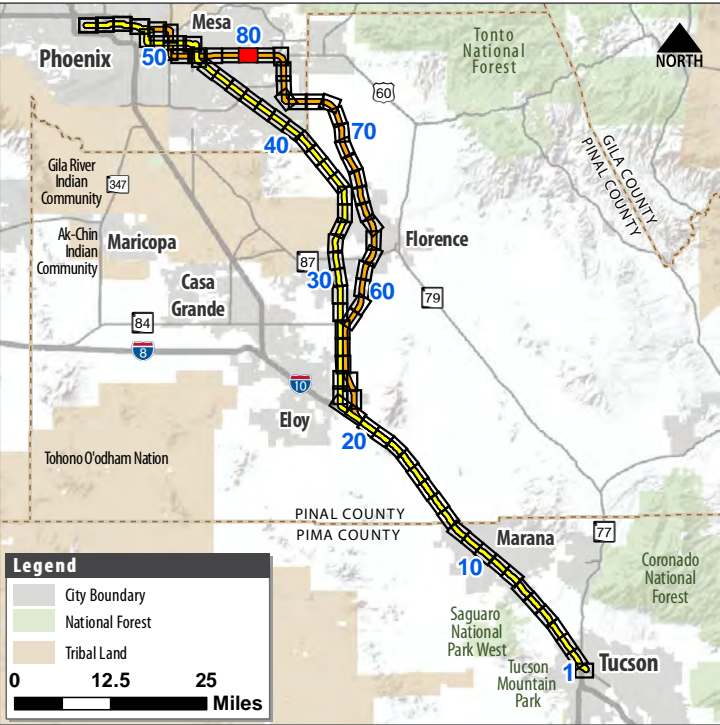 Mesa
80
Phoenix
50
Tonto
National
Forest
NORTH
60
70
40
GILA COUNTY
PINAL COUNTY
Gila River
Indian
Community
347
Ak-Chin
Indian
Community
Maricopa
Florence
87
30
60
79
Casa
Grande
84
8
10
Eloy
20
Tohono O'odham Nation
PINAL COUNTY
PIMA COUNTY
Marana
77
10
Coronado
National
Forest
Saguaro
National
Park West
Tucson
Mountain
Park
1
Tucson
Legend
City Boundary
National Forest
Tribal Land
0 12.5 25
Miles